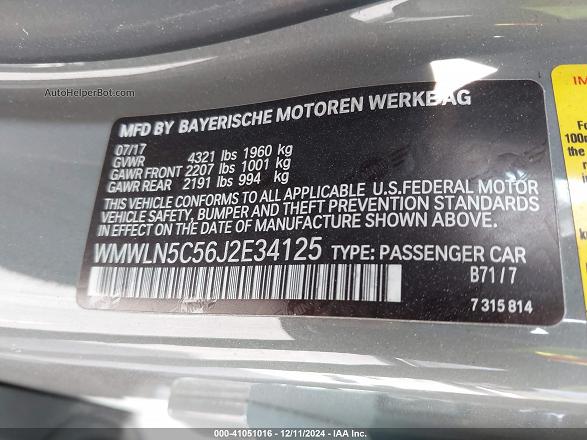 AutoHelperBot.com
MFD BY BAYERISCHE MOTOREN WERKE AG
07/17
GVWR 4321 lbs 1960 kg
GAWR FRONT 2207 lbs 1001 kg
GAWR REAR 2191 lbs 994 kg
THIS VEHICLE CONFORMS TO ALL APPLICABLE U.S. FEDERAL MOTOR
VEHICLE SAFETY, BUMPER AND THEFT PREVENTION STANDARDS
IN EFFECT ON THE DATE OF MANUFACTURE SHOWN ABOVE.
WMWLN5C56J2E34125 TYPE: PASSENGER CAR
B71/7
7 315 814
000-41051016 - 12/11/2024 - IAA Inc.